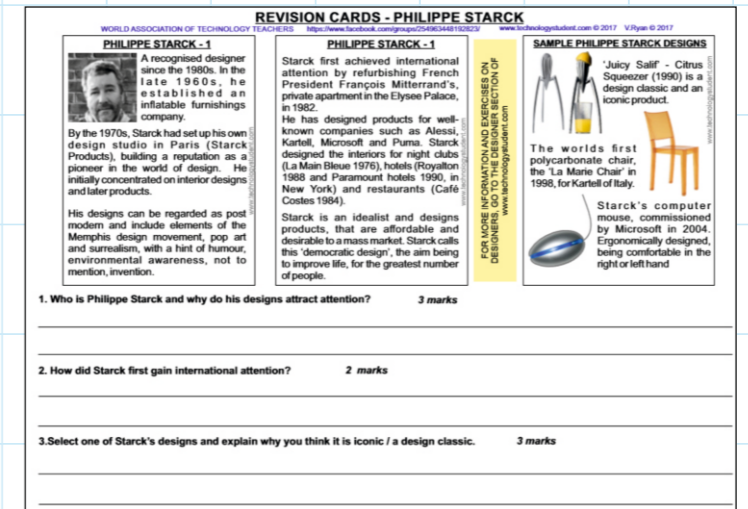 REVISION CARDS - PHILIPPE STARCK
WORLD ASSOCIATION OF TECHNOLOGY TEACHERS https://www.facebook.com/groups/254963448192823/ www.technologystudent.com © 2017 V.Ryan © 2017
PHILIPPE STARCK - 1
A recognised designer
since the 1980s. In the
late 1960s, he
established an
inflatable furnishings
company.
By the 1970s, Starck had set up his own
design studio in Paris (Starck
Products), building a reputation as a
pioneer in the world of design. He
initially concentrated on interior designs
and later products.
His designs can be regarded as post
modern and include elements of the
Memphis design movement, pop art
and surrealism, with a hint of humour,
environmental awareness, not to
mention, invention.
www.technologystudent.com
PHILIPPE STARCK - 1
Starck first achieved international
attention by refurbishing French
President François Mitterrand's,
private apartment in the Elysee Palace,
in 1982.
He has designed products for well-
known companies such as Alessi,
Kartell, Microsoft and Puma. Starck
designed the interiors for night clubs
(La Main Bleue 1976), hotels (Royalton
1988 and Paramount hotels 1990, in
New York) and restaurants (Café
Costes 1984).
Starck is an idealist and designs
products, that are affordable and
desirable to a mass market. Starck calls
this 'democratic design', the aim being
to improve life, for the greatest number
of people.
www.technologystudent.com
FOR MORE INFORMATION AND EXERCISES ON
DESIGNERS, GO TO THE DESIGNER SECTION OF
www.technologystudent.com
SAMPLE PHILIPPE STARCK DESIGNS
'Juicy Salif' - Citrus
Squeezer (1990) is a
design classic and an
iconic product.
The worlds first
polycarbonate chair,
the 'La Marie Chair' in
1998, for Kartell of Italy.
Starck's computer
mouse, commissioned
by Microsoft in 2004.
Ergonomically designed,
being comfortable in the
right or left hand
www.technologystudent.com
1. Who is Philippe Starck and why do his designs attract attention? 3 marks
2. How did Starck first gain international attention? 2 marks
3.Select one of Starck's designs and explain why you think it is iconic / a design classic. 3 marks